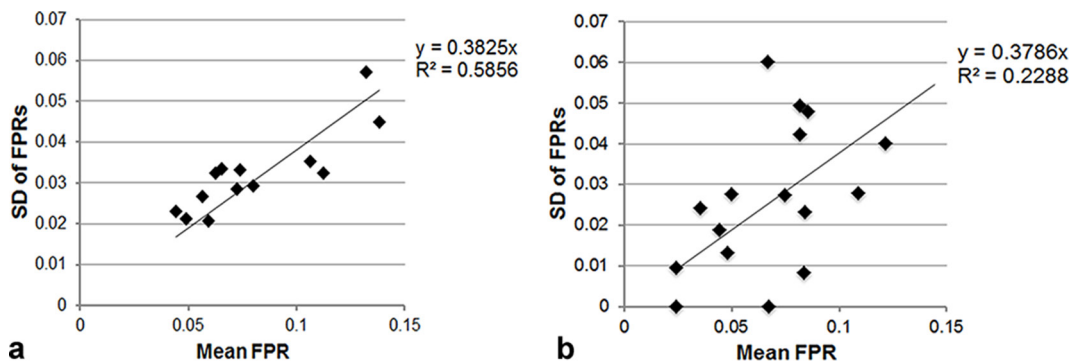 0.07
0.06
0.05
0.04
0.03
0.02
0.01
0
SD of FPRs
0 0.05 0.1 0.15
Mean FPR
y = 0.3825x
R² = 0.5856
a
0.07
0.06
0.05
0.04
0.03
0.02
0.01
0
SD of FPRs
0 0.05 0.1 0.15
Mean FPR
y = 0.3786x
R² = 0.2288
b